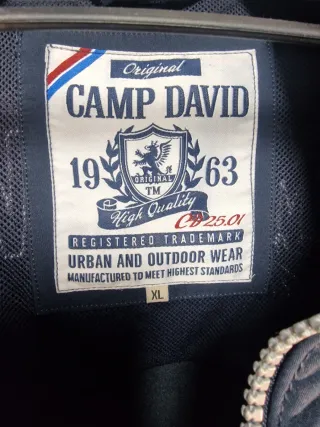 Original
CAMP DAVID
19 63
ORIGINAL
TM
High Quality
CD 25.01
REGISTERED TRADEMARK
URBAN AND OUTDOOR WEAR
MANUFACTURED TO MEET HIGHEST STANDARDS
XL